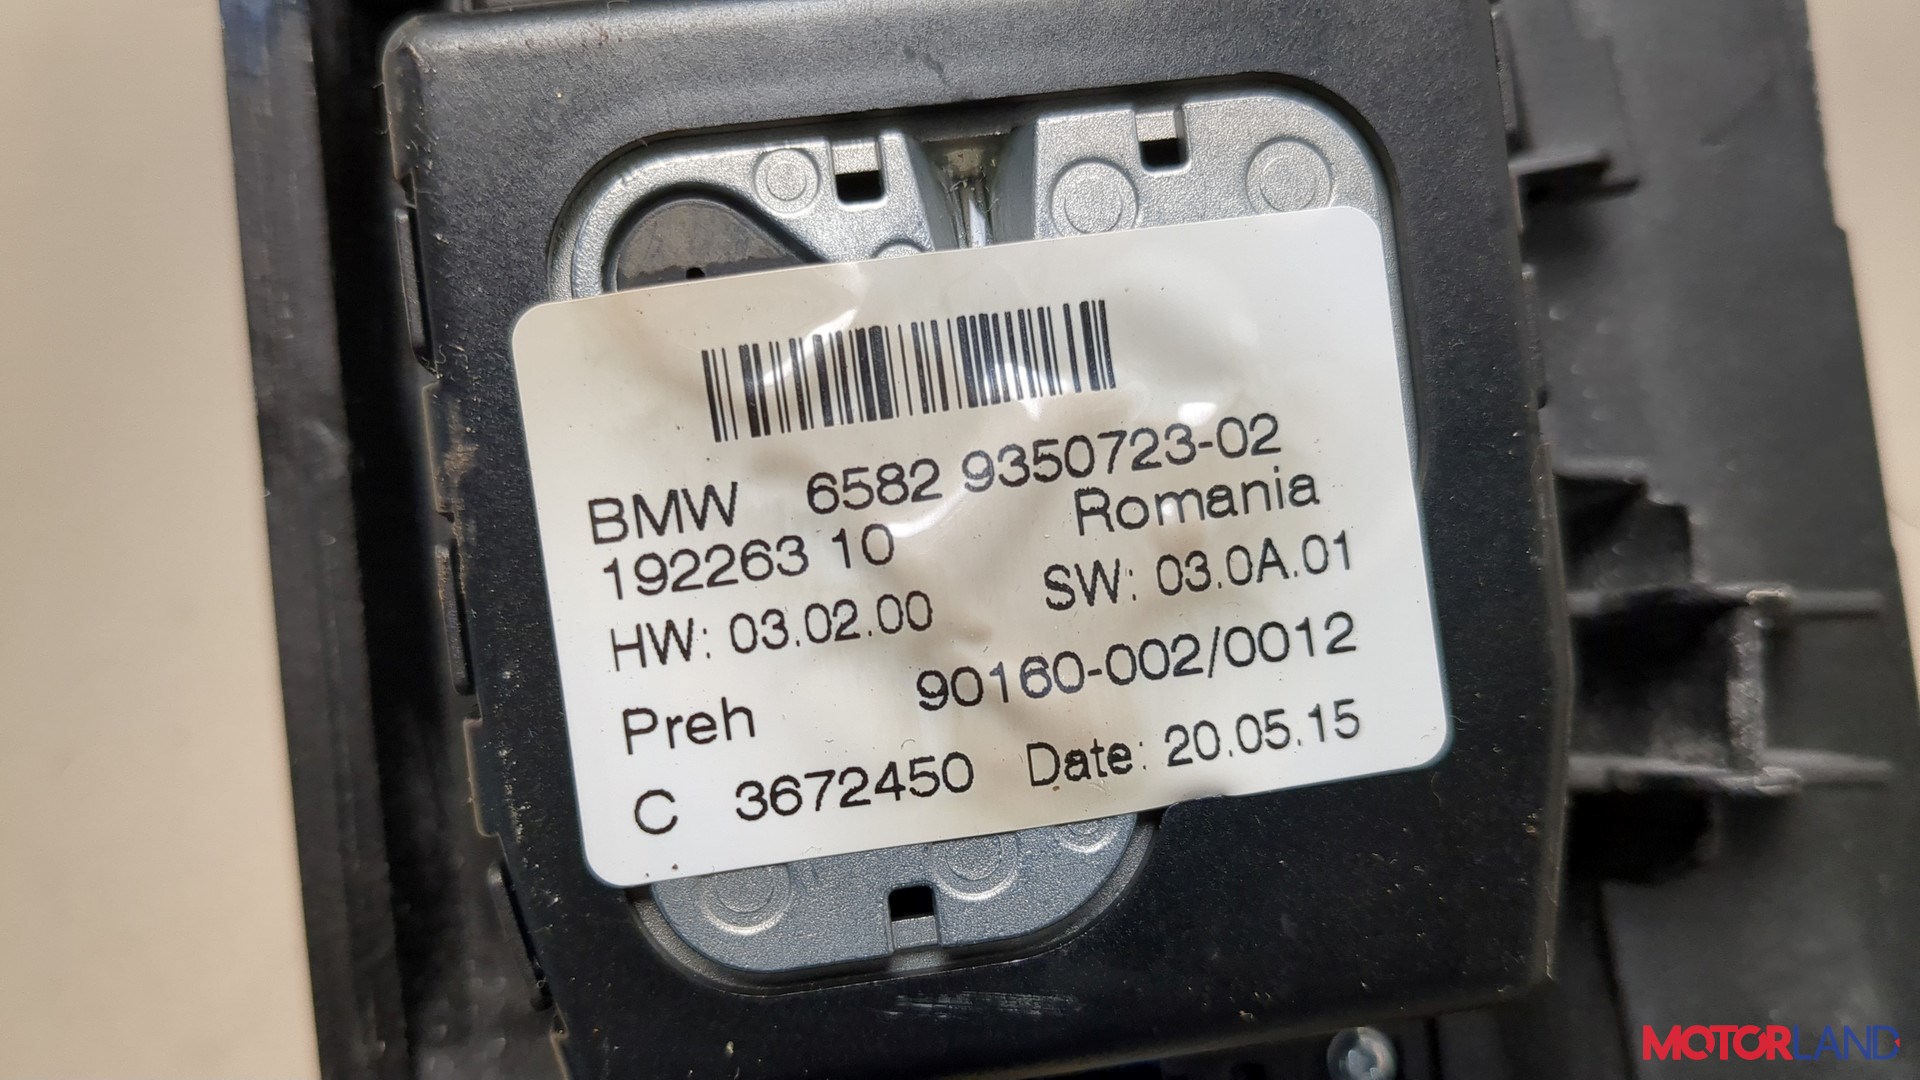 BMW 6582 9350723-02
192263 10 Romania
HW: 03.02.00 SW: 03.0A.01
Preh 90160-002/0012
C 3672450 Date: 20.05.15
MOTORLAND